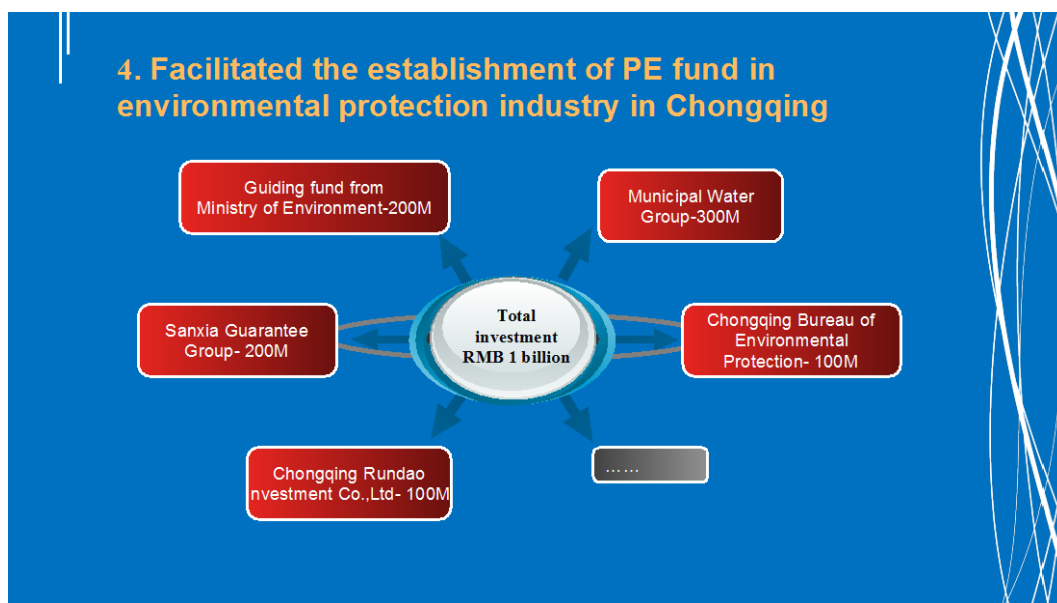 4. Facilitated the establishment of PE fund in
environmental protection industry in Chongqing
Guiding fund from
Ministry of Environment-200M
Municipal Water
Group-300M
Sanxia Guarantee
Group- 200M
Total
investment
RMB 1 billion
Chongqing Bureau of
Environmental
Protection- 100M
Chongqing Rundao
nvestment Co.,Ltd- 100M
……